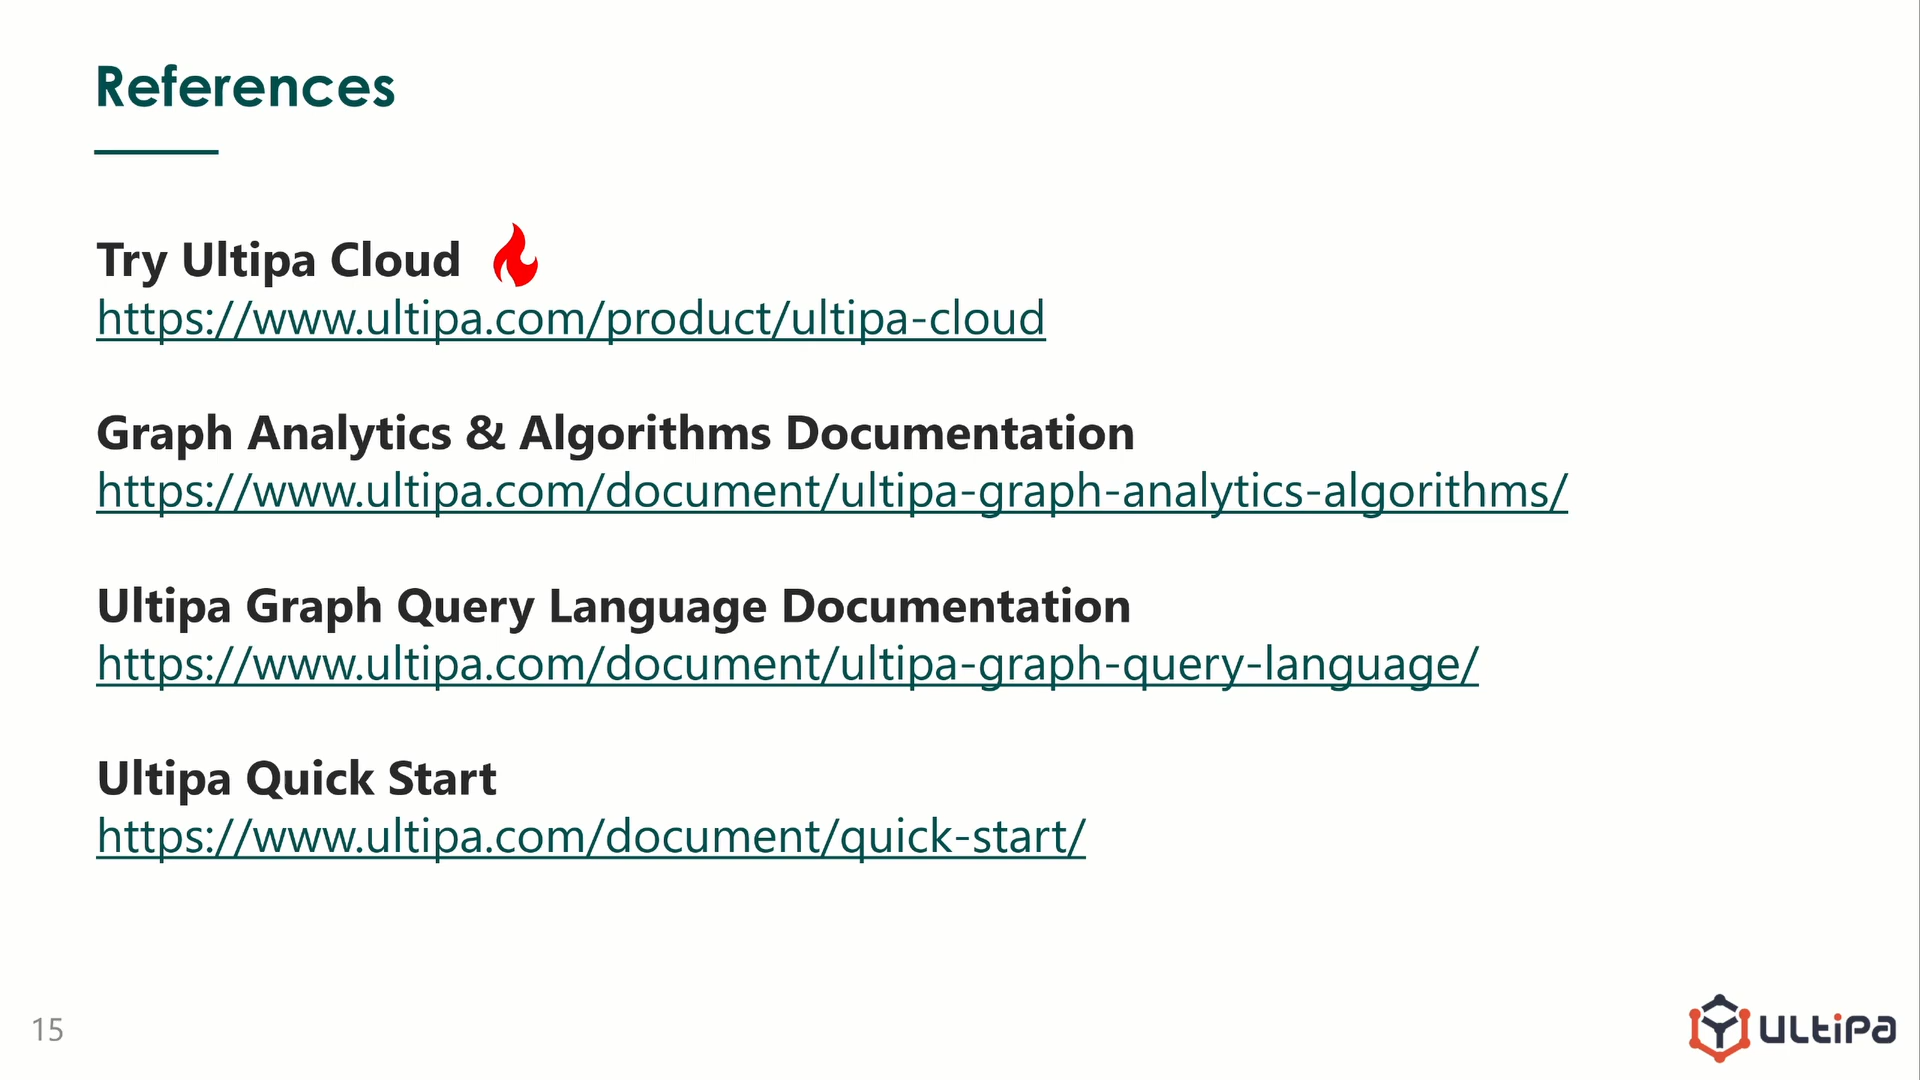 References
Try Ultipa Cloud
https://www.ultipa.com/product/ultipa-cloud
Graph Analytics & Algorithms Documentation
https://www.ultipa.com/document/ultipa-graph-analytics-algorithms/
Ultipa Graph Query Language Documentation
https://www.ultipa.com/document/ultipa-graph-query-language/
Ultipa Quick Start
https://www.ultipa.com/document/quick-start/
15
ULtiPa